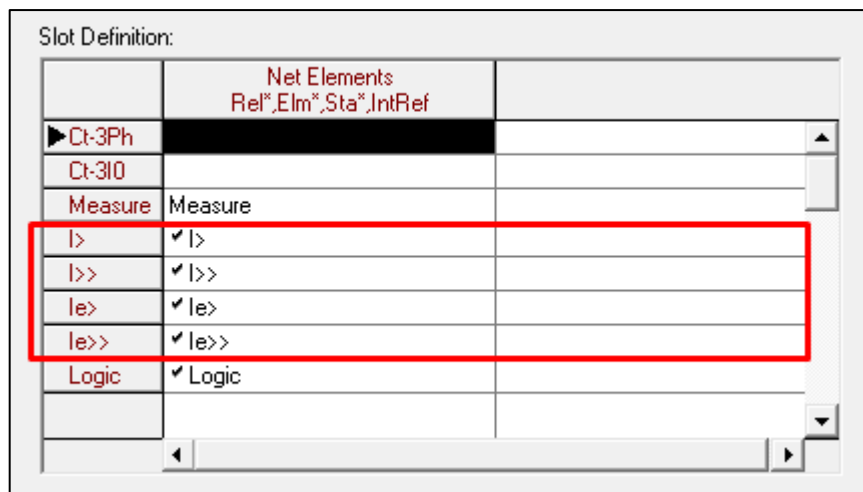 Slot Definition:
Net Elements
Rel*,Elm*,Sta*,IntRef
Ct-3Ph
Ct-3I0
Measure Measure
I> I>
I>> I>>
Ie> Ie>
Ie>> Ie>>
Logic Logic